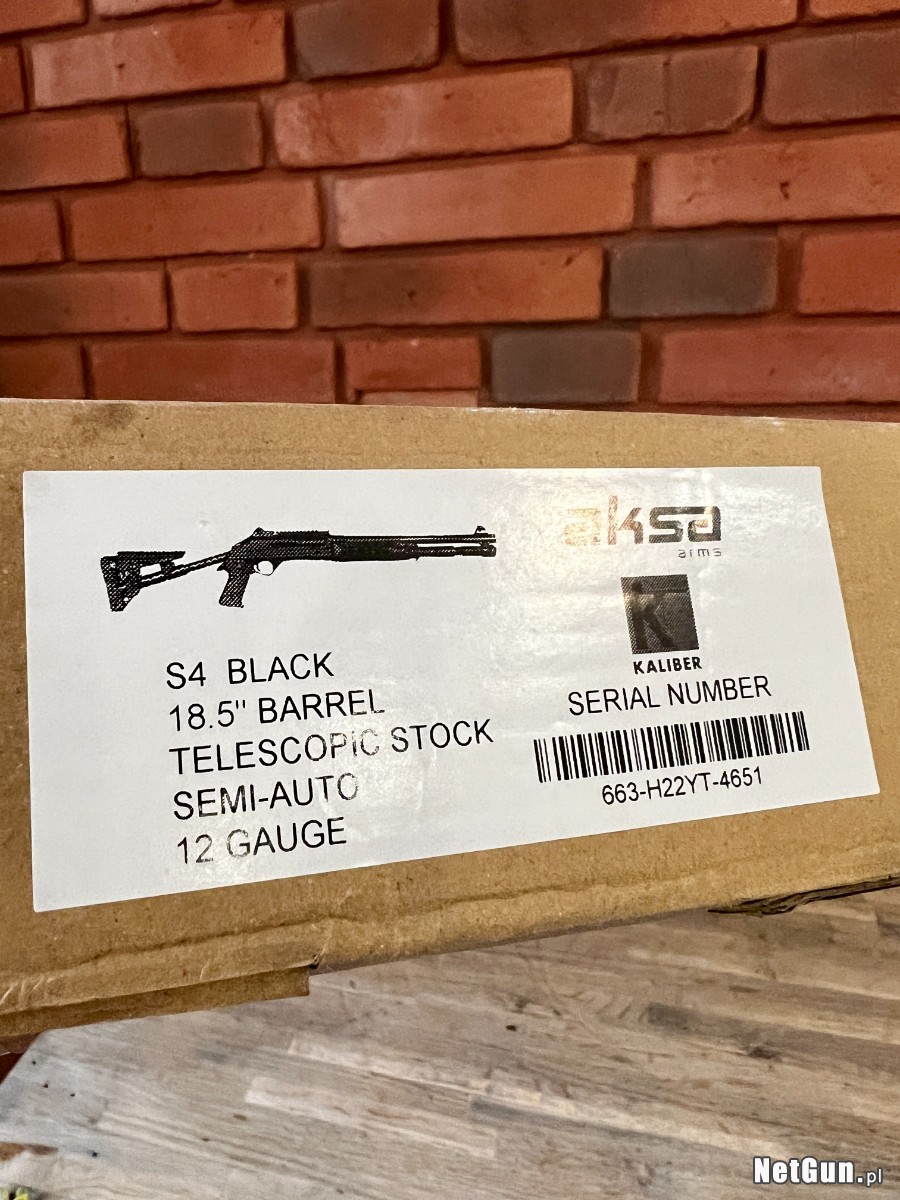 aksa
arms
KALIBER
S4 BLACK
18.5" BARREL
TELESCOPIC STOCK
SEMI-AUTO
12 GAUGE
SERIAL NUMBER
663-H22YT-4651
NetGun.pl